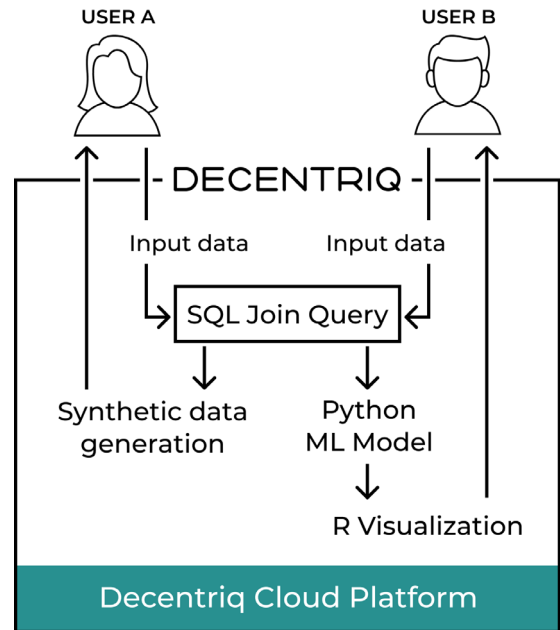 USER A
USER B
DECENTRIQ
Input data
Input data
SQL Join Query
Synthetic data
generation
Python
ML Model
R Visualization
Decentriq Cloud Platform